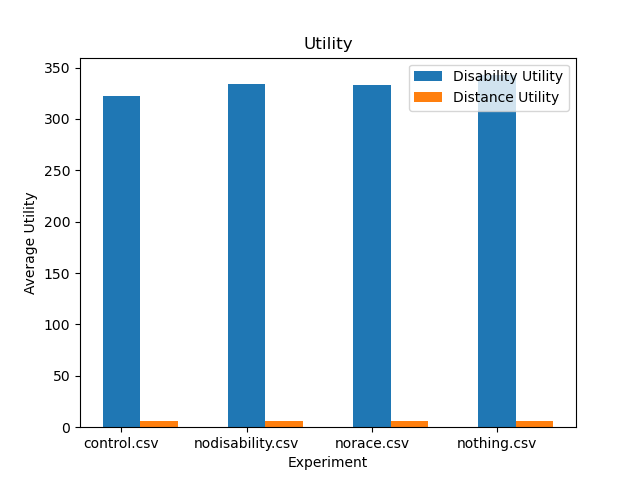 Utility
Disability Utility
Distance Utility
Average Utility
350
300
250
200
150
100
50
0
control.csv nodisability.csv norace.csv nothing.csv
Experiment